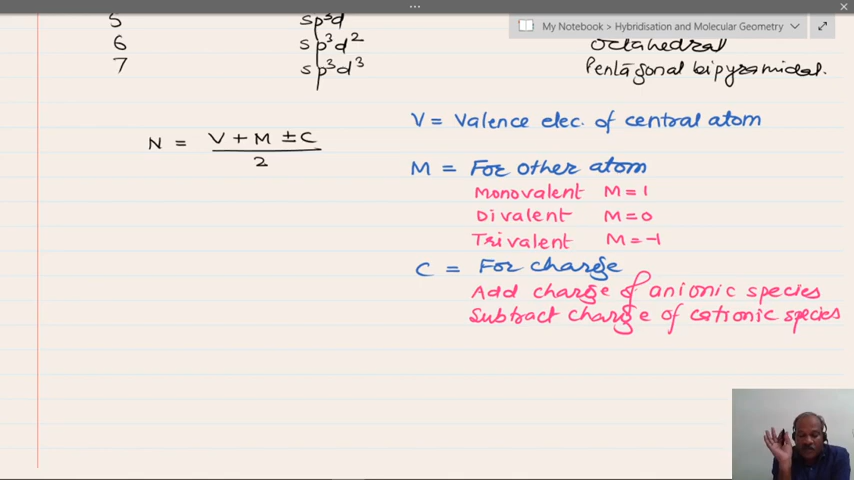 My Notebook > Hybridisation and Molecular Geometry
5 sp³d
6 sp³d² Octahedral
7 sp³d³ Pentagonal bipyramidal.
N = V + M ± C / 2
V = Valence elec. of central atom
M = For other atom
Monovalent M = 1
Divalent M = 0
Trivalent M = -1
C = For charge
Add charge of anionic species
Subtract charge of cationic species